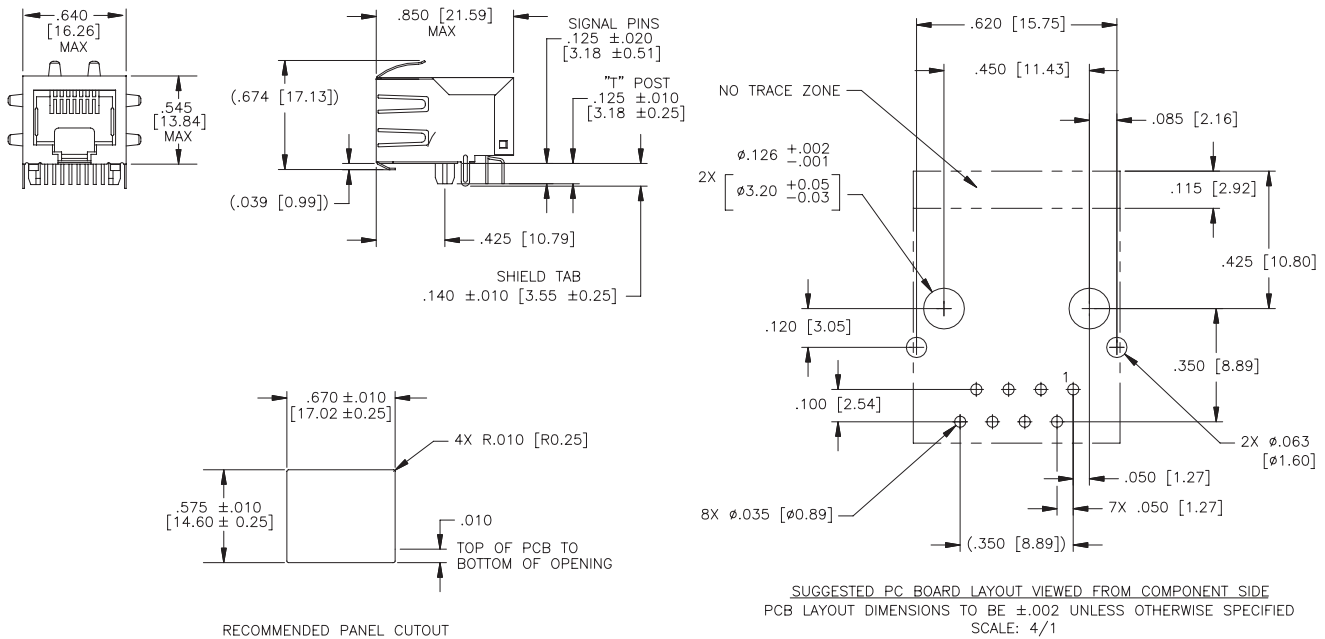 .640
[16.26]
MAX
.545
[13.84]
MAX
.850 [21.59]
MAX
SIGNAL PINS
.125 ±.020
[3.18 ±0.51]
"T" POST
.125 ±.010
[3.18 ±0.25]
(.674 [17.13])
(.039 [0.99])
.425 [10.79]
SHIELD TAB
.140 ±.010 [3.55 ±0.25]
.670 ±.010
[17.02 ±0.25]
4X R.010 [R0.25]
.575 ±.010
[14.60 ± 0.25]
.010
TOP OF PCB TO
BOTTOM OF OPENING
RECOMMENDED PANEL CUTOUT
.620 [15.75]
.450 [11.43]
NO TRACE ZONE
.085 [2.16]
ø.126 +.002 -.001
2X [ø3.20 +0.05 -0.03]
.115 [2.92]
.425 [10.80]
.120 [3.05]
.350 [8.89]
1
.100 [2.54]
2X ø.063
[ø1.60]
.050 [1.27]
8X ø.035 [ø0.89]
7X .050 [1.27]
(.350 [8.89])
SUGGESTED PC BOARD LAYOUT VIEWED FROM COMPONENT SIDE
PCB LAYOUT DIMENSIONS TO BE ±.002 UNLESS OTHERWISE SPECIFIED
SCALE: 4/1